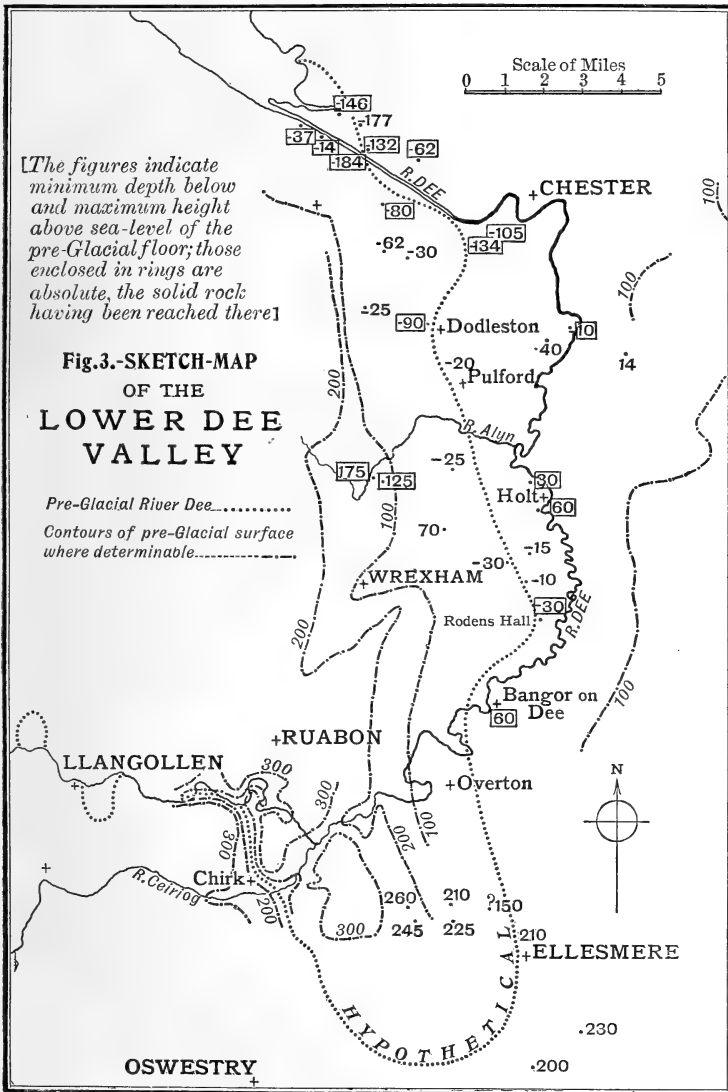 Scale of Miles
0 1 2 3 4 5
-146
-177
-37
-14
-132
-62
-184
R. DEE
CHESTER
100
[The figures indicate
minimum depth below
and maximum height
above sea-level of the
pre-Glacial floor; those
enclosed in rings are
absolute, the solid rock
having been reached there]
-80
-105
-134
-62
-30
100
-25
-90
Dodleston
-10
-40
14
Fig. 3.-SKETCH-MAP
OF THE
LOWER DEE
VALLEY
200
-20
Pulford
R. Alyn
-25
175
125
30
Holt
60
Pre-Glacial River Dee
Contours of pre-Glacial surface
where determinable
100
70
-15
-30
-10
WREXHAM
-30
Rodens Hall
R. DEE
200
100
Bangor on
Dee
60
RUABON
LLANGOLLEN
300
300
Overton
N
300
200
Chirk
R. Ceiriog
200
260
210
?150
300
245
225
210
ELLESMERE
HYPOTHETICAL
230
OSWESTRY
200